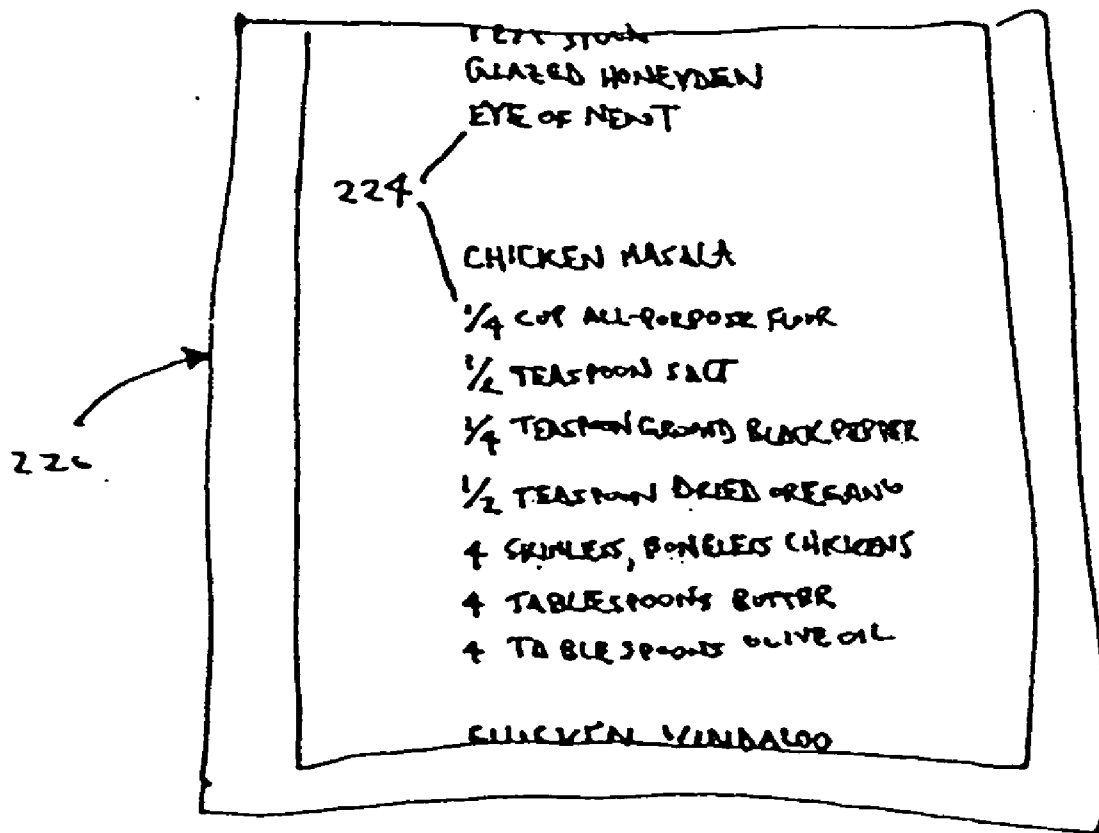 GLAZED HONEYDEW
EYE OF NEWT
224
CHICKEN MASALA
1/4 CUP ALL-PURPOSE FLOUR
1/2 TEASPOON SALT
1/4 TEASPOON GROUND BLACK PEPPER
1/2 TEASPOON DRIED OREGANO
4 SKINLESS, BONELESS CHICKENS
4 TABLESPOONS BUTTER
4 TABLESPOONS OLIVE OIL
CHICKEN VINDALOO